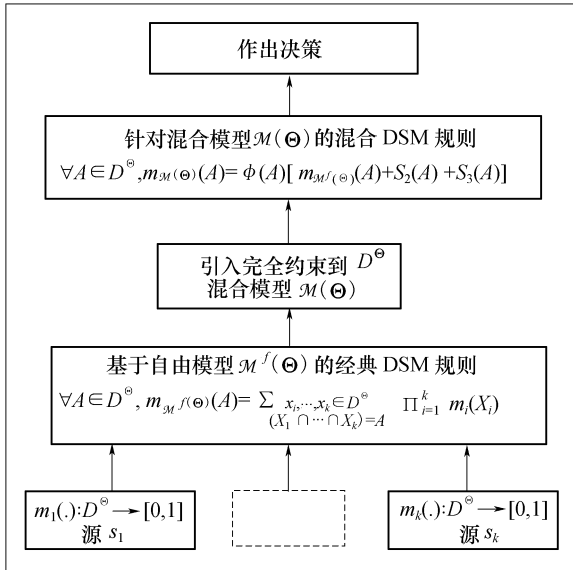 作出决策
针对混合模型ℳ(Θ)的混合 DSM 规则
∀A∈D^Θ,m_ℳ(Θ)(A)=ϕ(A)[m_ℳ^f(Θ)(A)+S₂(A)+S₃(A)]
引入完全约束到 D^Θ
混合模型 ℳ(Θ)
基于自由模型 ℳ^f(Θ) 的经典 DSM 规则
∀A∈D^Θ, m_ℳ^f(Θ)(A)= ∑ x_i,⋯,x_k∈D^Θ ∏_{i=1}^k m_i(X_i)
(X₁∩⋯∩X_k)=A
m₁(.):D^Θ→[0,1]
源 s₁
m_k(.):D^Θ→[0,1]
源 s_k